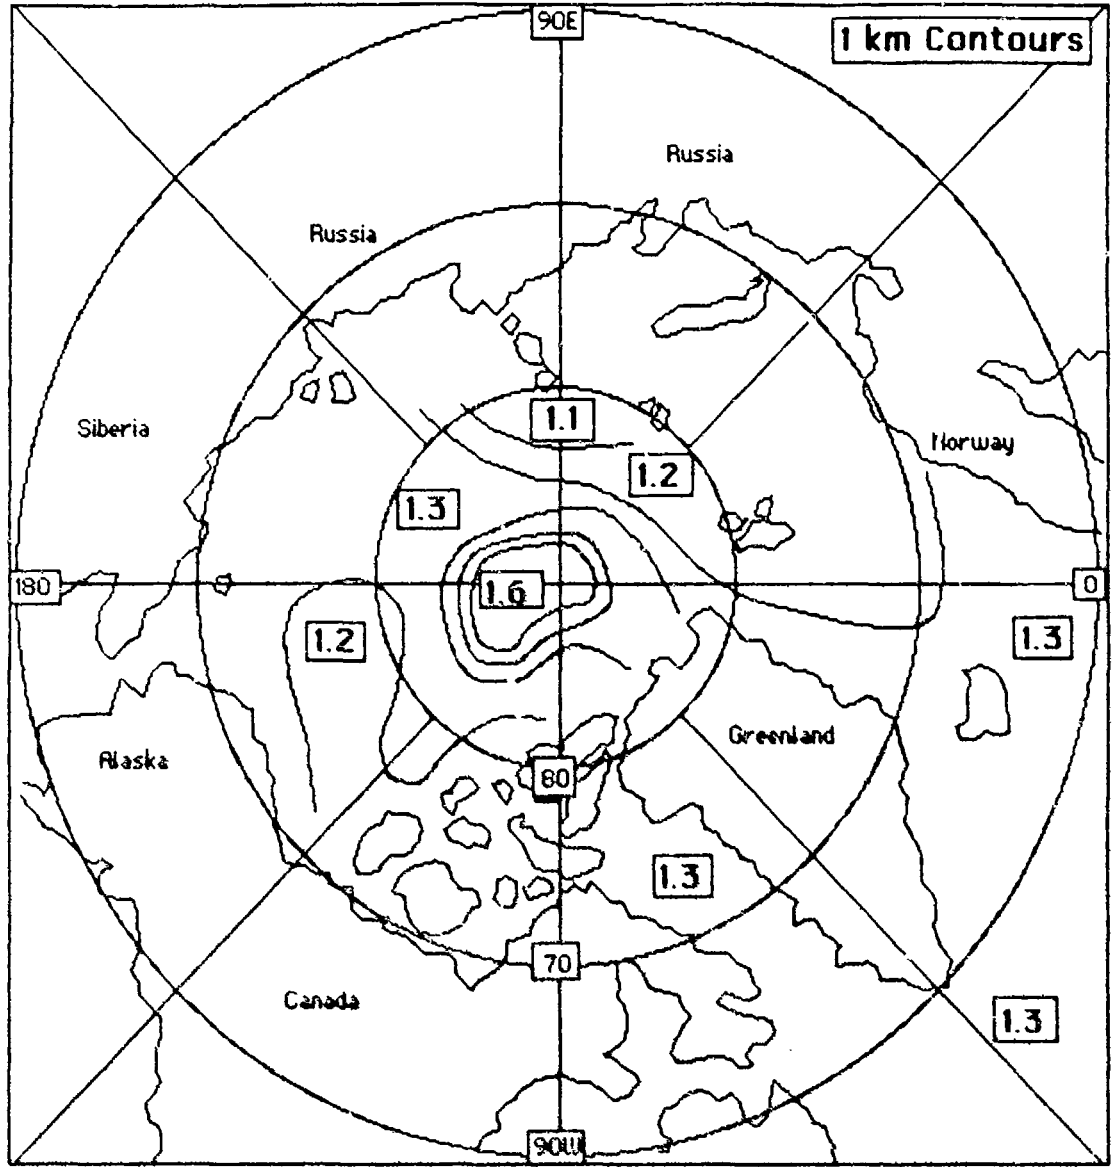 90E
1 km Contours
Russia
Russia
1.1
Siberia
Norway
1.2
1.3
180
1.6
0
1.2
1.3
Greenland
Alaska
80
1.3
70
Canada
1.3
90W